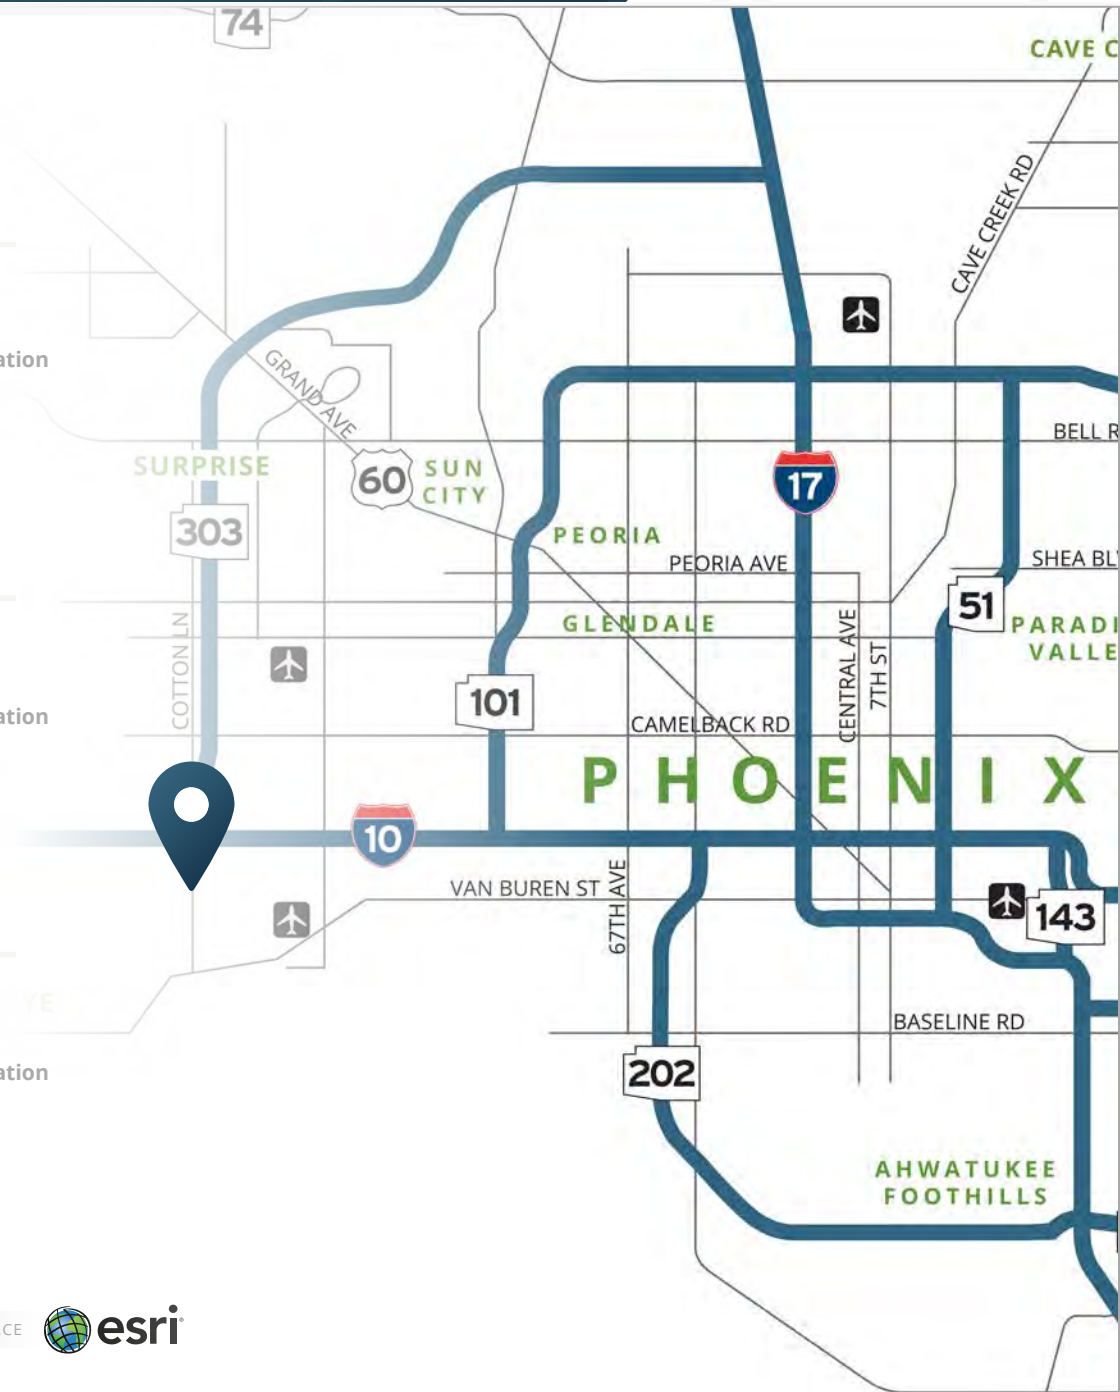 74
CAVE C
CAVE CREEK RD
ation
GRAND AVE
BELL R
SURPRISE
60
SUN
CITY
17
303
PEORIA
PEORIA AVE
SHEA BL
51
GLENDALE
PARADI
VALLE
COTTON LN
CENTRAL AVE
7TH ST
101
ation
CAMELBACK RD
PHOENIX
10
VAN BUREN ST
67TH AVE
143
VE
BASELINE RD
ation
202
AHWATUKEE
FOOTHILLS
CE
esri